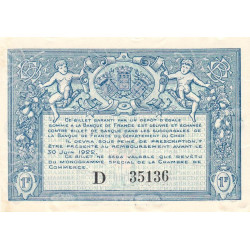 CE BILLET GARANTI PAR UN DÉPOT D'ÉGALE
SOMME A LA BANQUE DE FRANCE EST OEUVRE ET ECHANGE
CONTRE BILLET DE BANQUE DANS LES SUCCURSALES DE
LA BANQUE DE FRANCE DU DÉPARTEMENT DU CHER
IL DEVRA SOUS PEINE DE PRESCRIPTION,
ÊTRE PRÉSENTÉ AU REMBOURSEMENT AVANT LE
30 JUIN 1922.
CE BILLET NE SERA VALABLE QUE REVÊTU
DU MONOGRAMME SPÉCIAL DE LA CHAMBRE DE
COMMERCE.
1F D 35136 1F